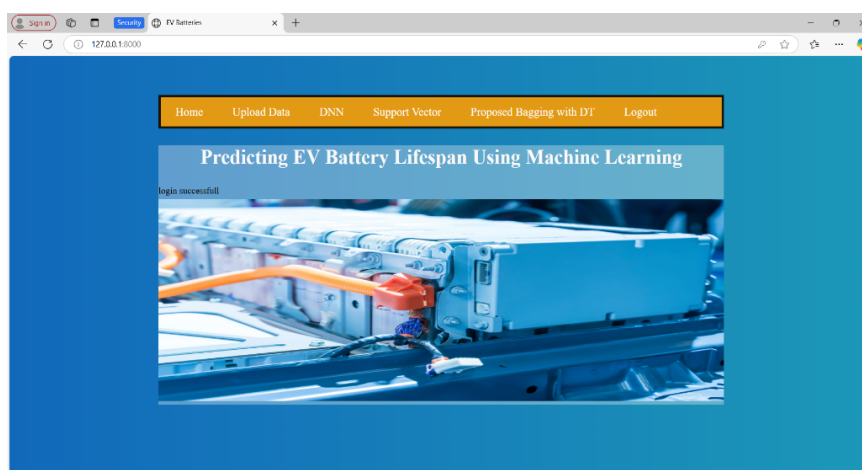 Sign in
Security
EV Batteries
127.0.0.1:8000
Home Upload Data DNN Support Vector Proposed Bagging with DT Logout
Predicting EV Battery Lifespan Using Machine Learning
login successfull